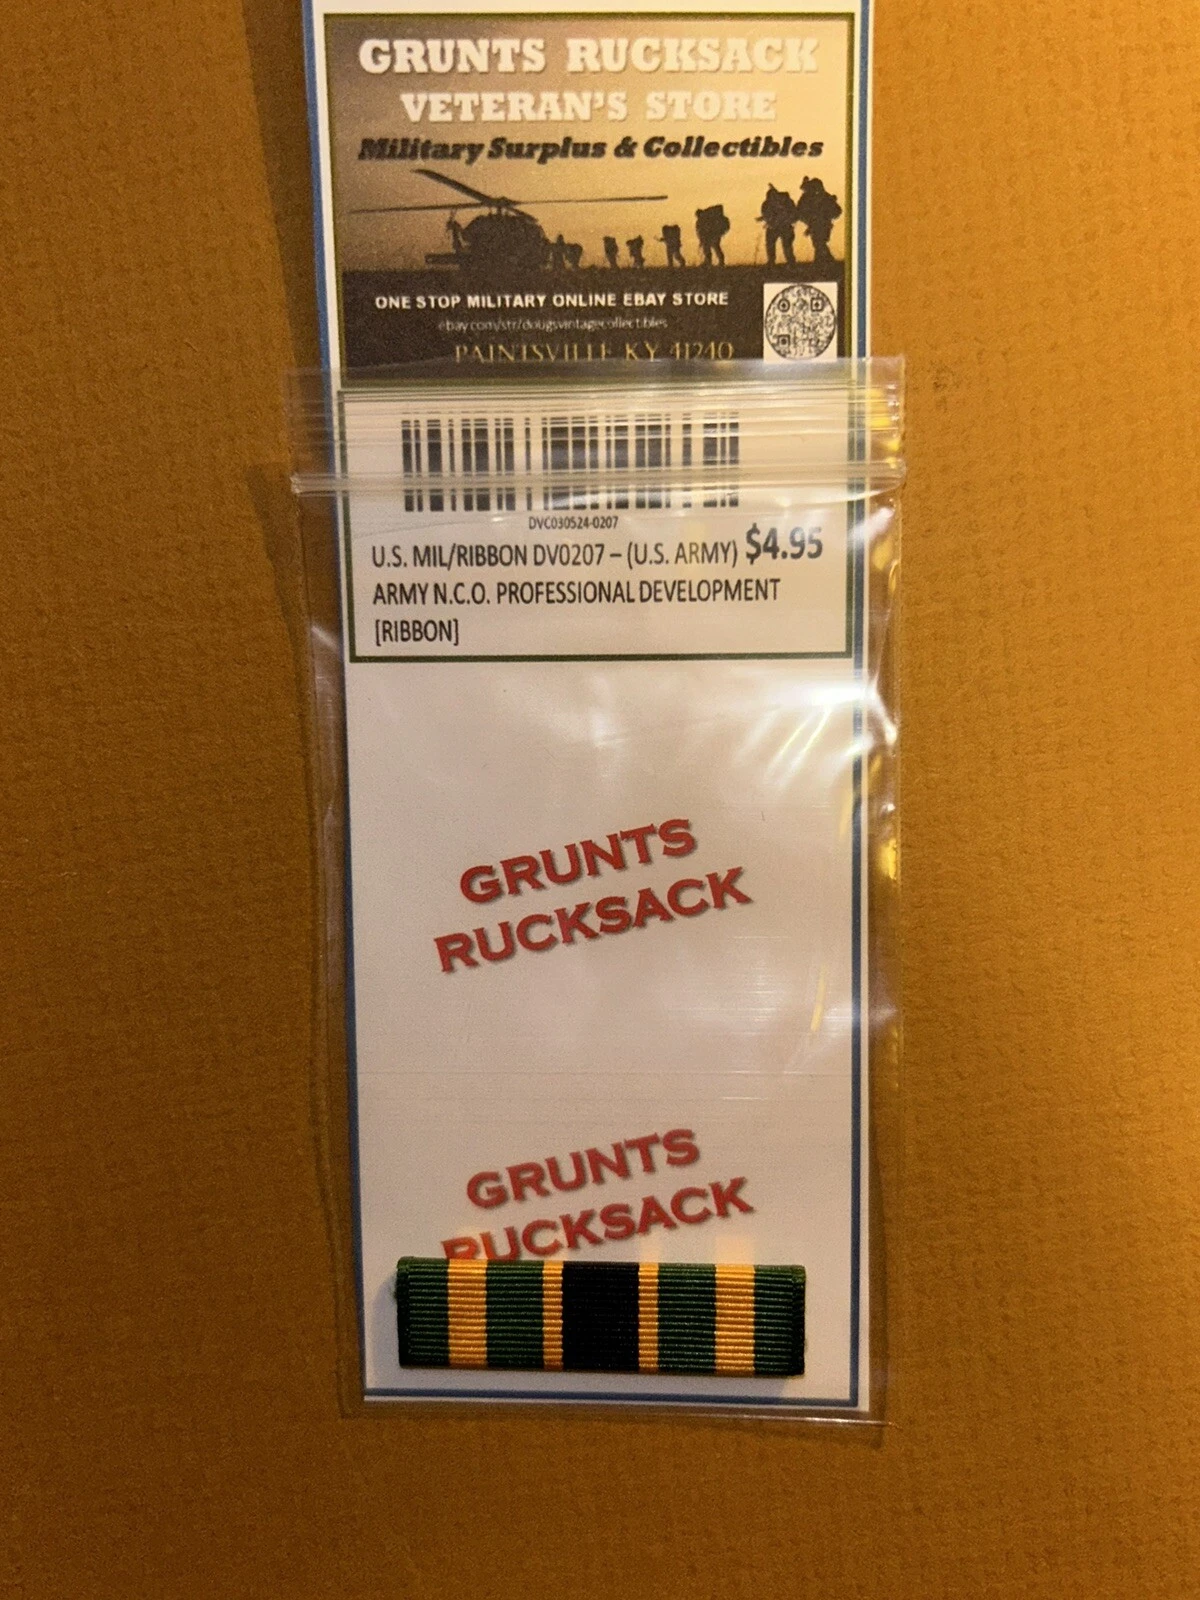 GRUNTS RUCKSACK
VETERAN'S STORE
Military Surplus & Collectibles
ONE STOP MILITARY ONLINE EBAY STORE
ebay.com/str/dougsvintagecollectibles
PAINTSVILLE KY 41240
DVC030524-0207
U.S. MIL/RIBBON DV0207 – (U.S. ARMY) $4.95
ARMY N.C.O. PROFESSIONAL DEVELOPMENT
[RIBBON]
GRUNTS
RUCKSACK
GRUNTS
RUCKSACK